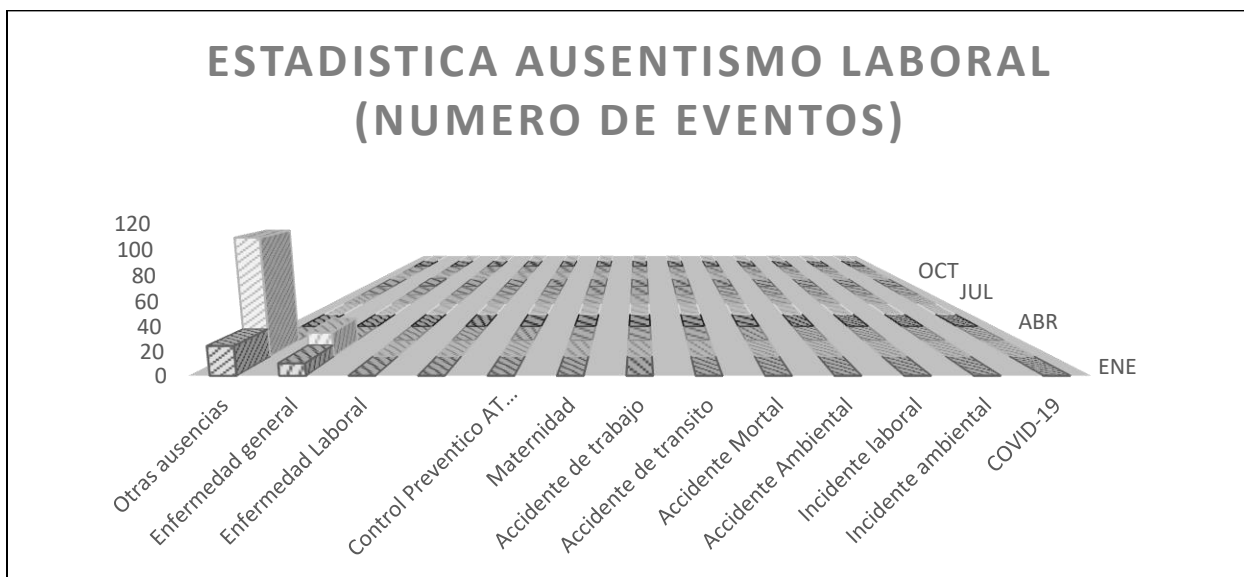 ESTADISTICA AUSENTISMO LABORAL
(NUMERO DE EVENTOS)
120
100
80
60
40
20
0
OCT
JUL
ABR
ENE
Otras ausencias
Enfermedad general
Enfermedad Laboral
Control Preventico AT...
Maternidad
Accidente de trabajo
Accidente de transito
Accidente Mortal
Accidente Ambiental
Incidente laboral
Incidente ambiental
COVID-19